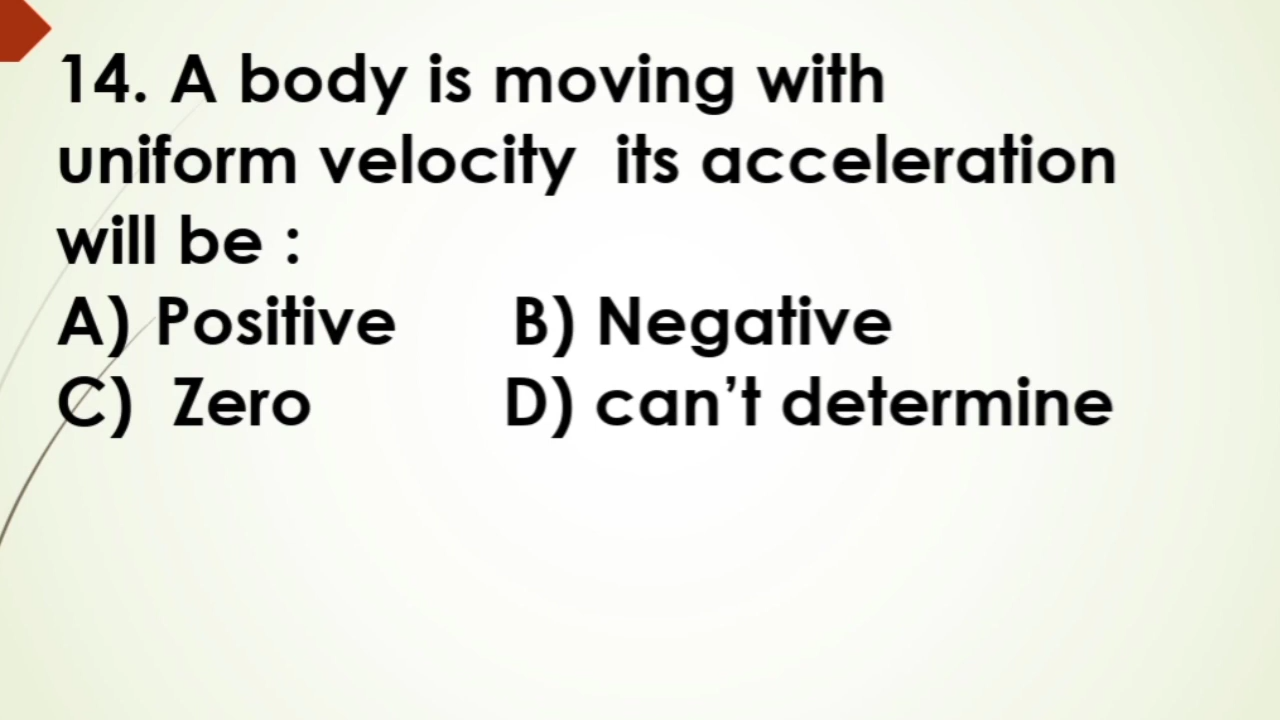 14. A body is moving with
uniform velocity  its acceleration
will be :
A) Positive       B) Negative
C)  Zero            D) can’t determine